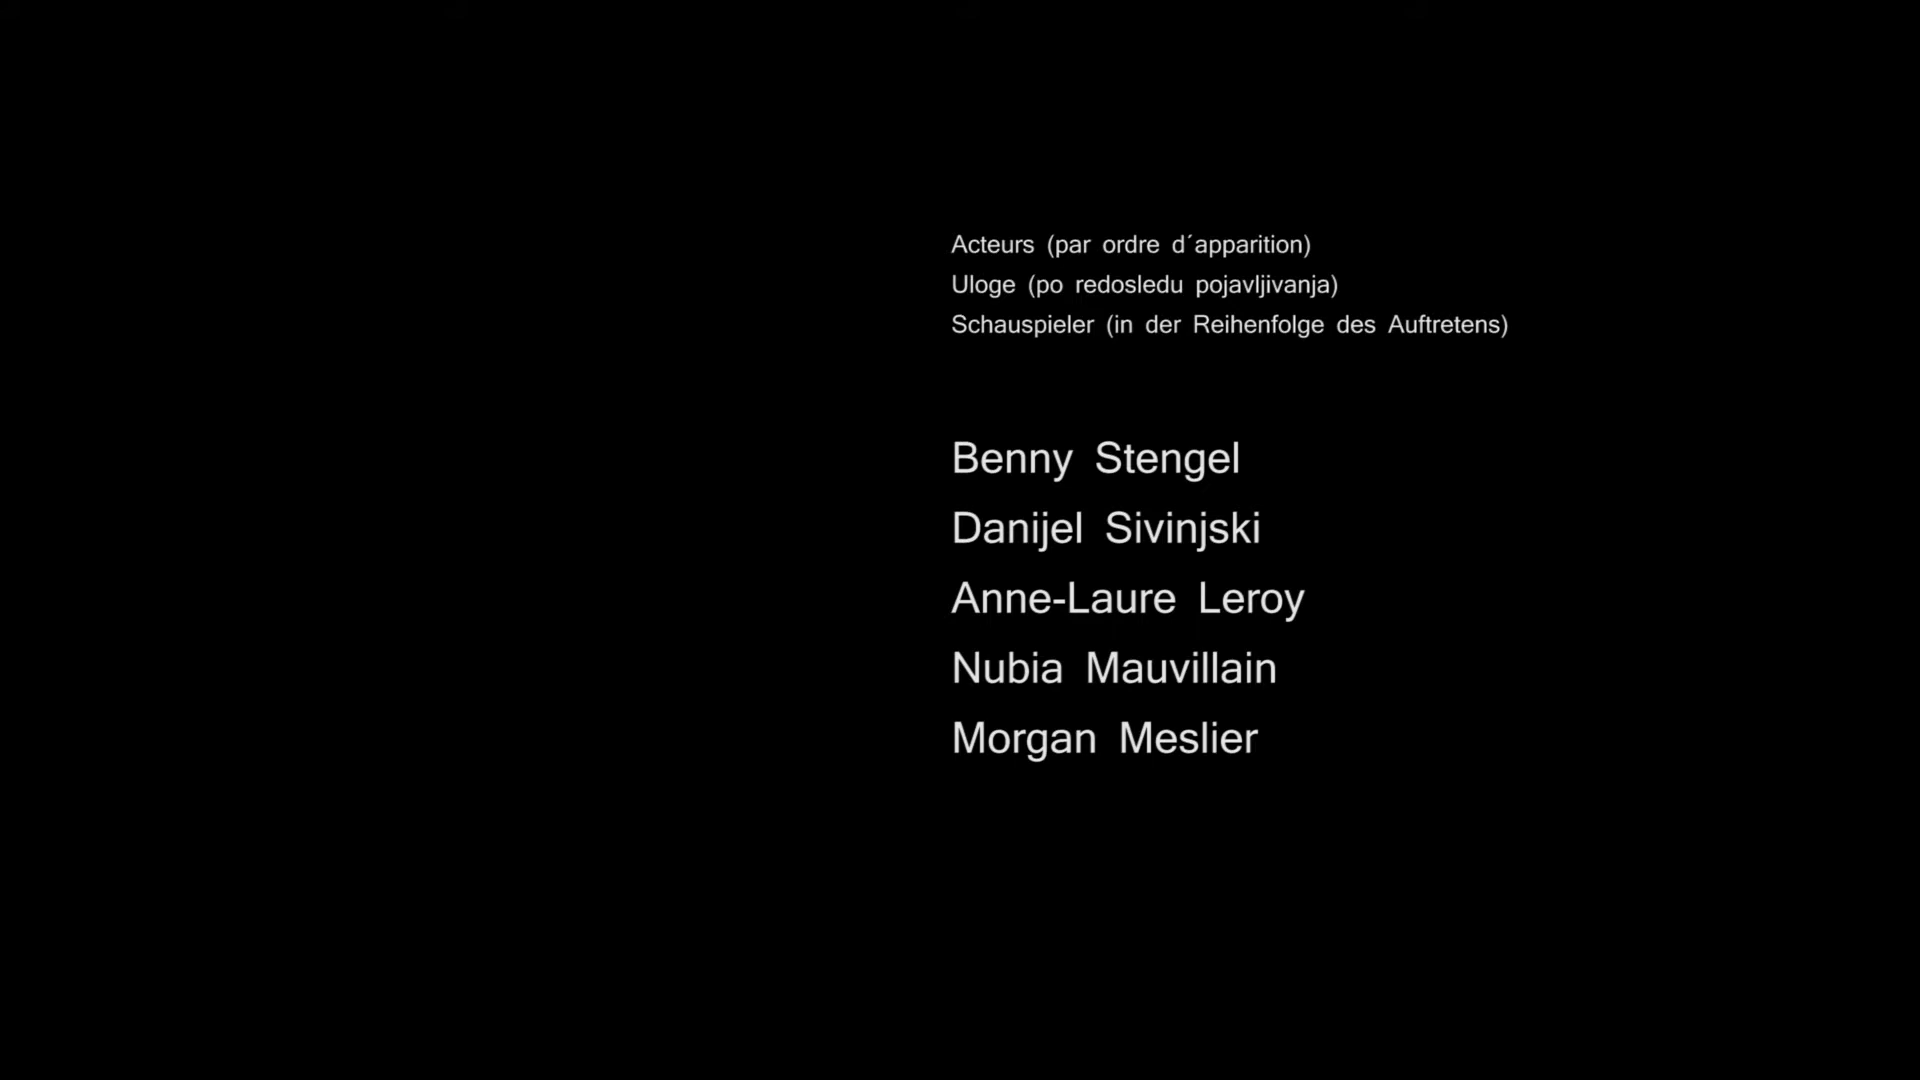 Acteurs (par ordre d´apparition)
Uloge (po redosledu pojavljivanja)
Schauspieler (in der Reihenfolge des Auftretens)
Benny Stengel
Danijel Sivinjski
Anne-Laure Leroy
Nubia Mauvillain
Morgan Meslier